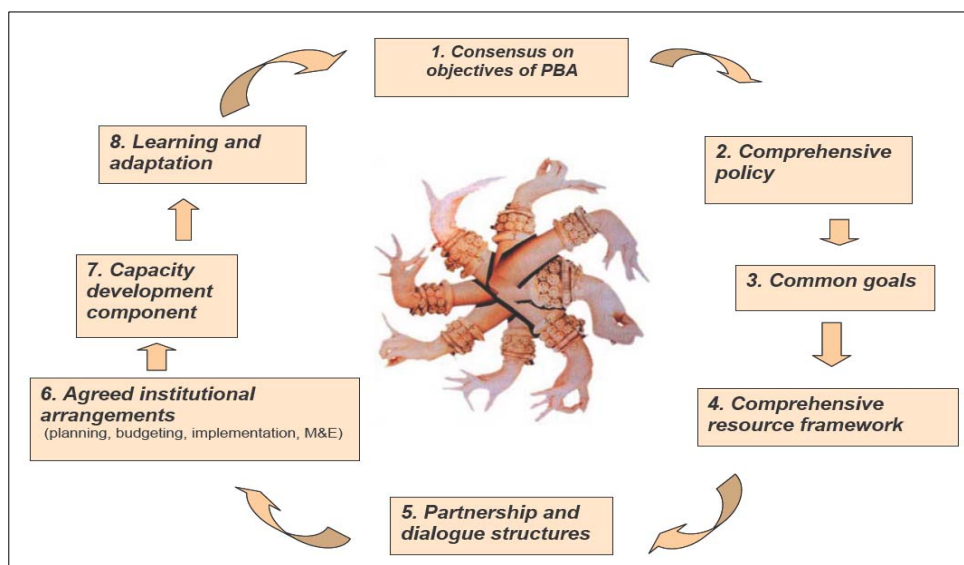 1. Consensus on
objectives of PBA
2. Comprehensive
policy
3. Common goals
4. Comprehensive
resource framework
5. Partnership and
dialogue structures
6. Agreed institutional
arrangements
(planning, budgeting, implementation, M&E)
7. Capacity
development
component
8. Learning and
adaptation